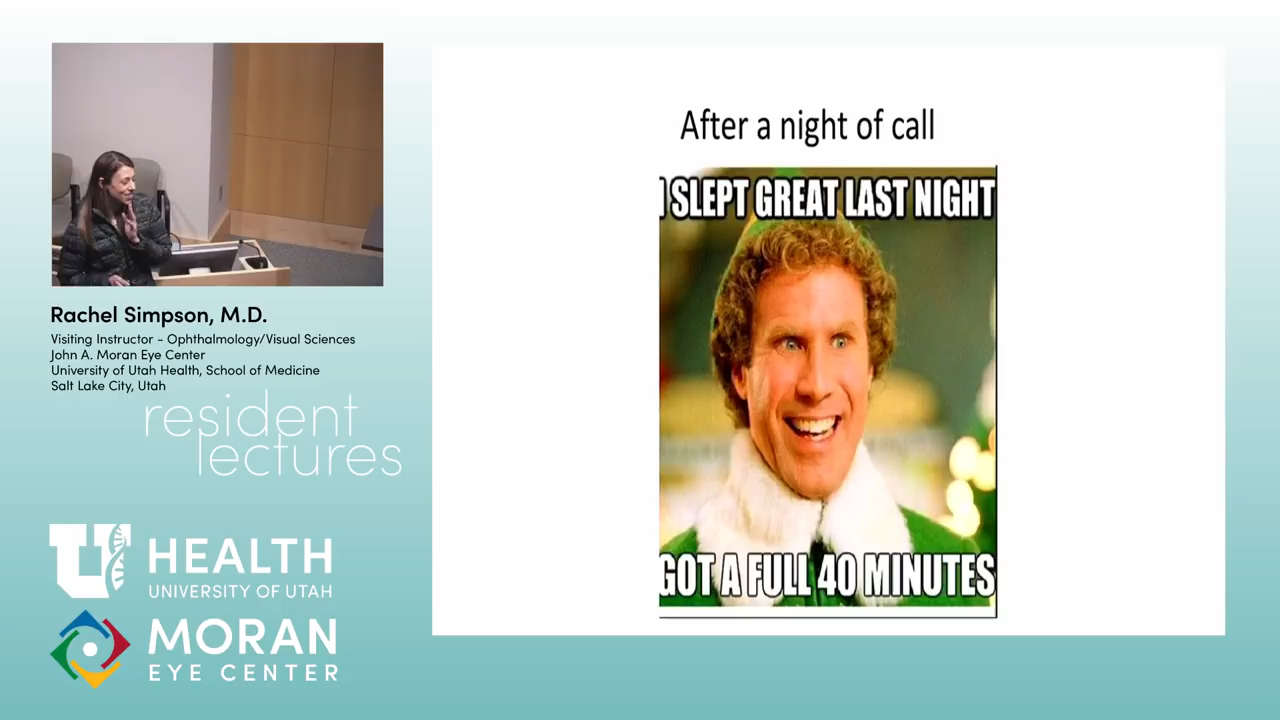 After a night of call
I SLEPT GREAT LAST NIGHT
GOT A FULL 40 MINUTES
Rachel Simpson, M.D.
Visiting Instructor - Ophthalmology/Visual Sciences
John A. Moran Eye Center
University of Utah Health, School of Medicine
Salt Lake City, Utah
resident
lectures
U HEALTH
UNIVERSITY OF UTAH
MORAN
EYE CENTER